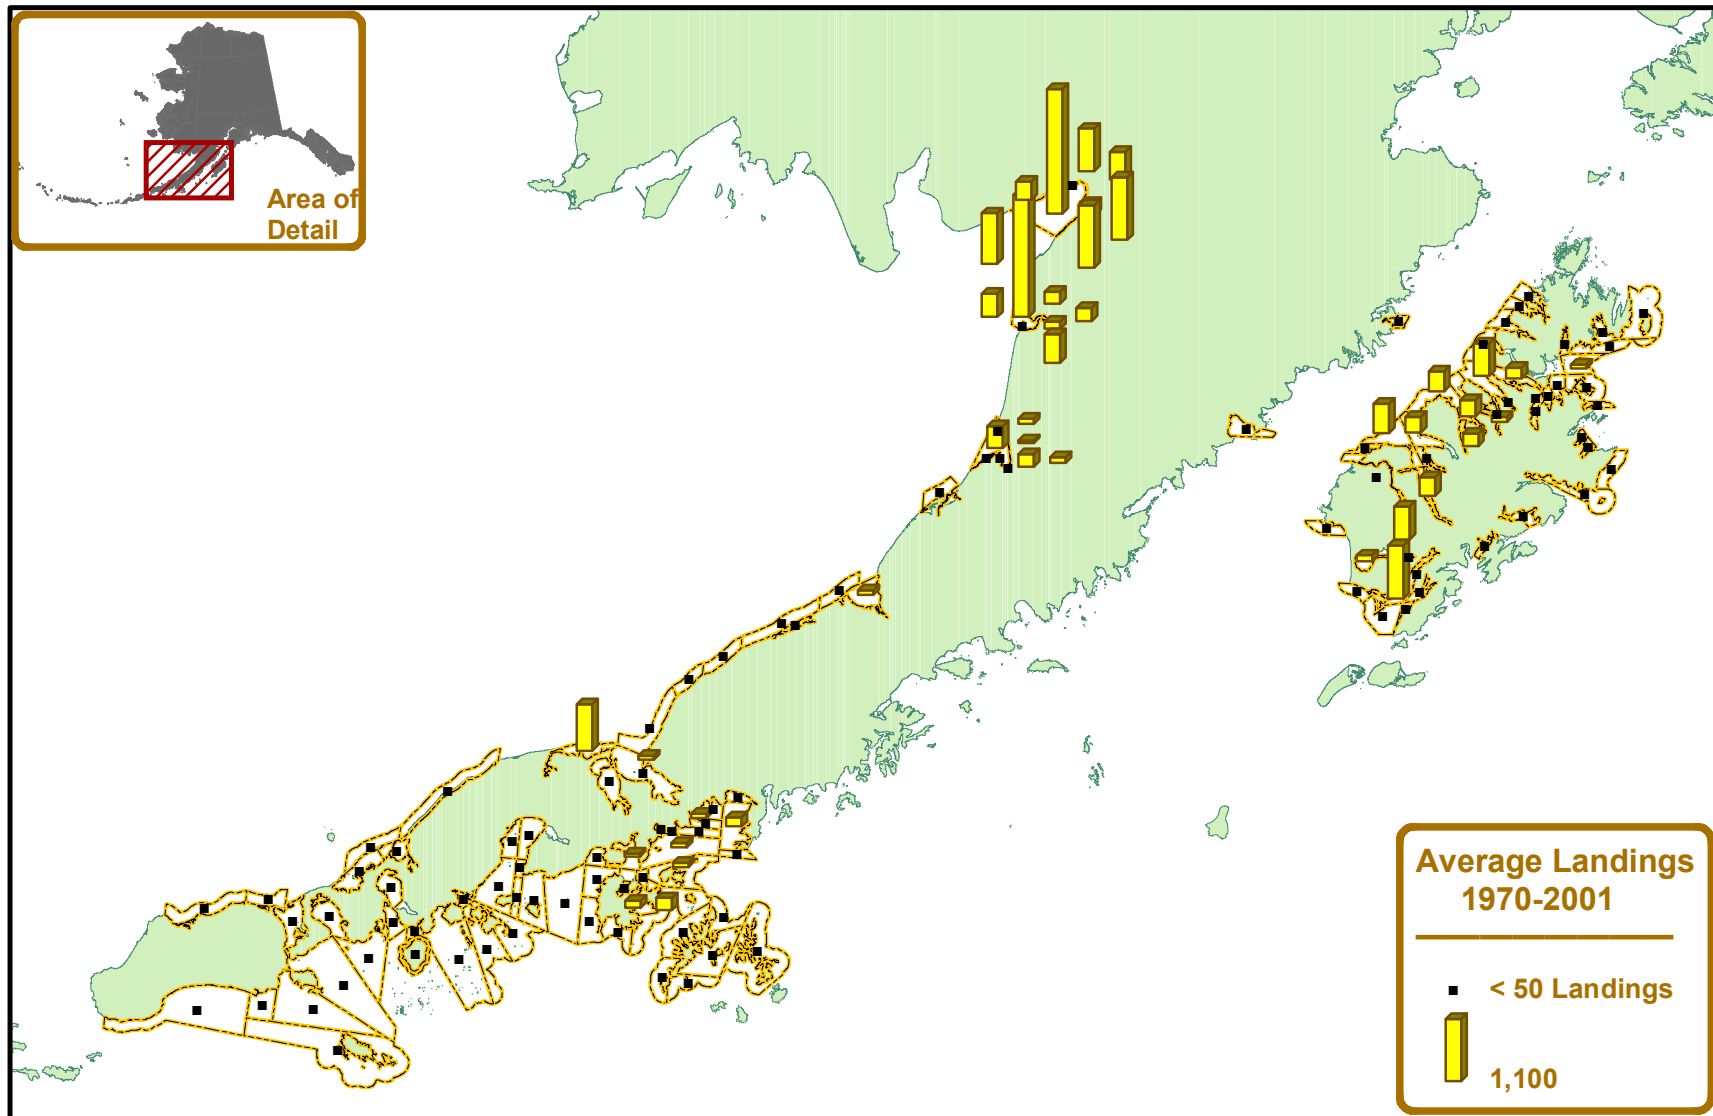 Area of
Detail
Average Landings
1970-2001
< 50 Landings
1,100